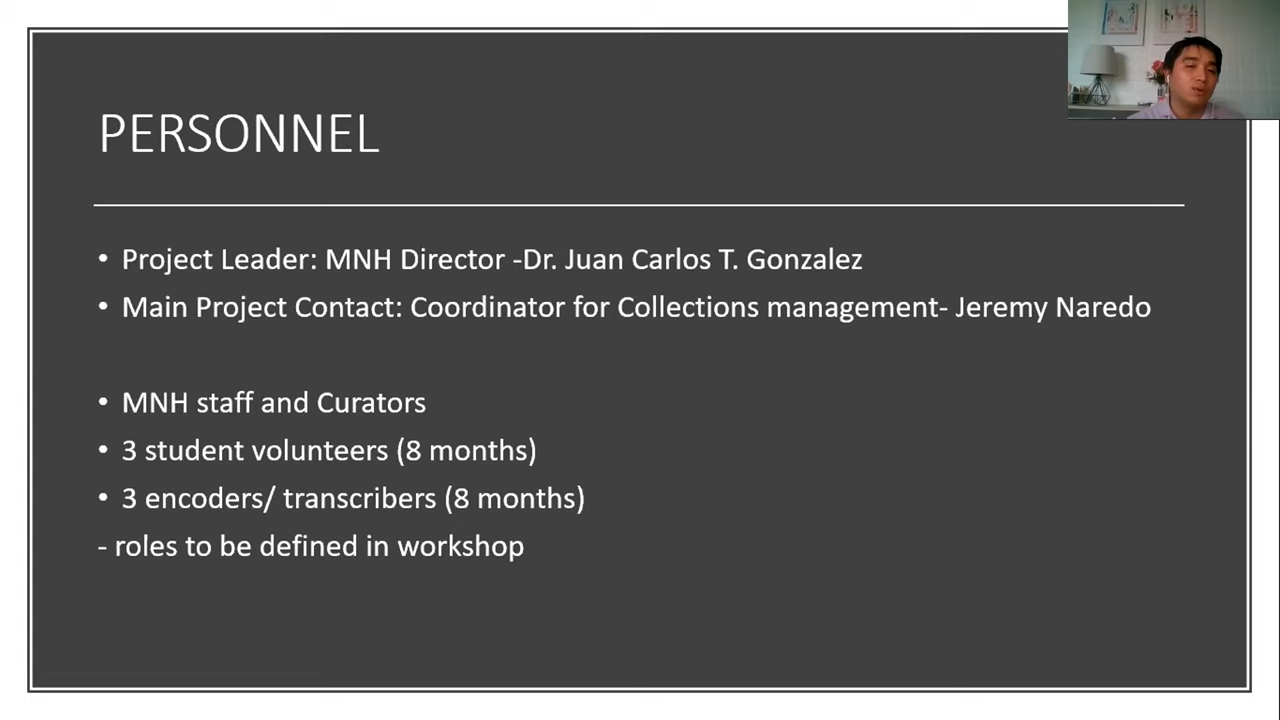 PERSONNEL
• Project Leader: MNH Director -Dr. Juan Carlos T. Gonzalez
• Main Project Contact: Coordinator for Collections management- Jeremy Naredo
• MNH staff and Curators
• 3 student volunteers (8 months)
• 3 encoders/ transcribers (8 months)
- roles to be defined in workshop